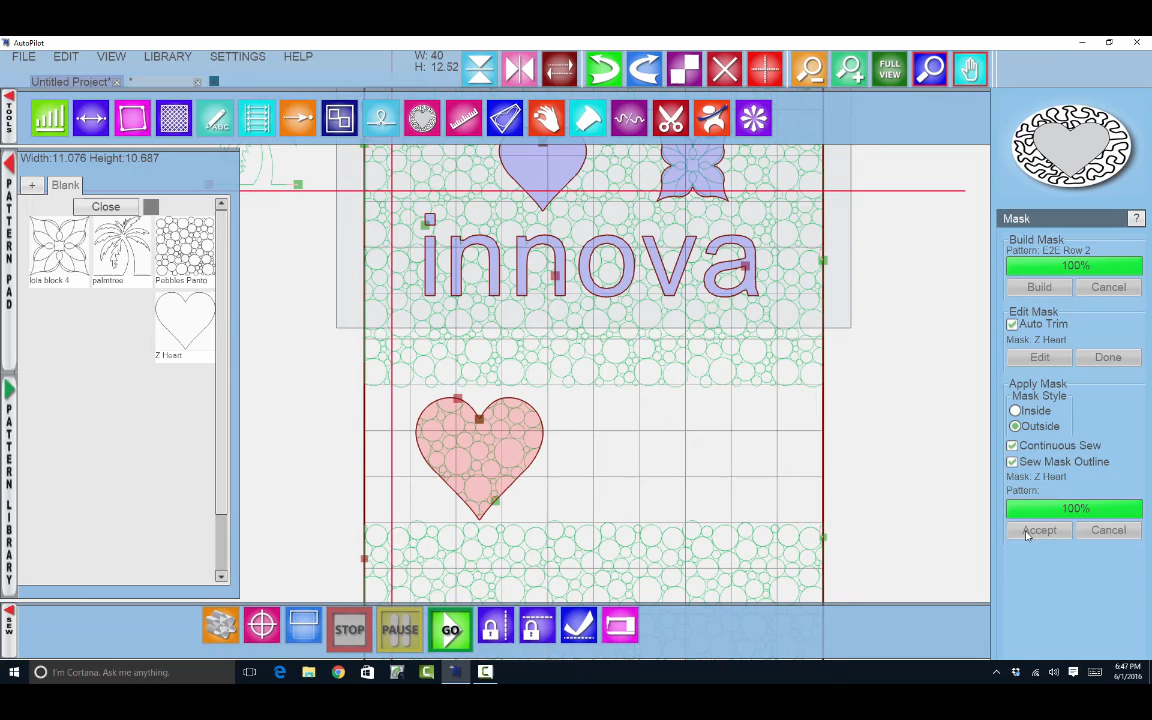 AutoPilot
FILE EDIT VIEW LIBRARY SETTINGS HELP
W: 40
H: 12.52
FULL
VIEW
Untitled Project* *
TOOLS
ABC
Width:11.076 Height:10.687
+ Blank
Close
lola block 4 palmtree Pebbles Panto
Z Heart
PATTERN PAD
PATTERN LIBRARY
innova
Mask ?
Build Mask
Pattern: E2E Row 2
100%
Build Cancel
Edit Mask
Auto Trim
Mask: Z Heart
Edit Done
Apply Mask
Mask Style
Inside
Outside
Continuous Sew
Sew Mask Outline
Mask: Z Heart
Pattern:
100%
Accept Cancel
SEW
STOP PAUSE GO
I'm Cortana. Ask me anything.
6:47 PM
6/1/2016